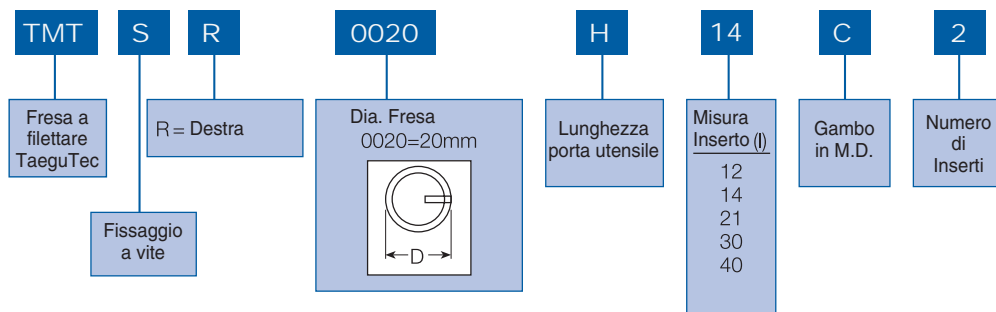 TMT S R 0020 H 14 C 2
Fresa a
filettare
TaeguTec
Fissaggio
a vite
R = Destra
Dia. Fresa
0020=20mm
D
Lunghezza
porta utensile
Misura
Inserto (l)
12
14
21
30
40
Gambo
in M.D.
Numero
di
Inserti